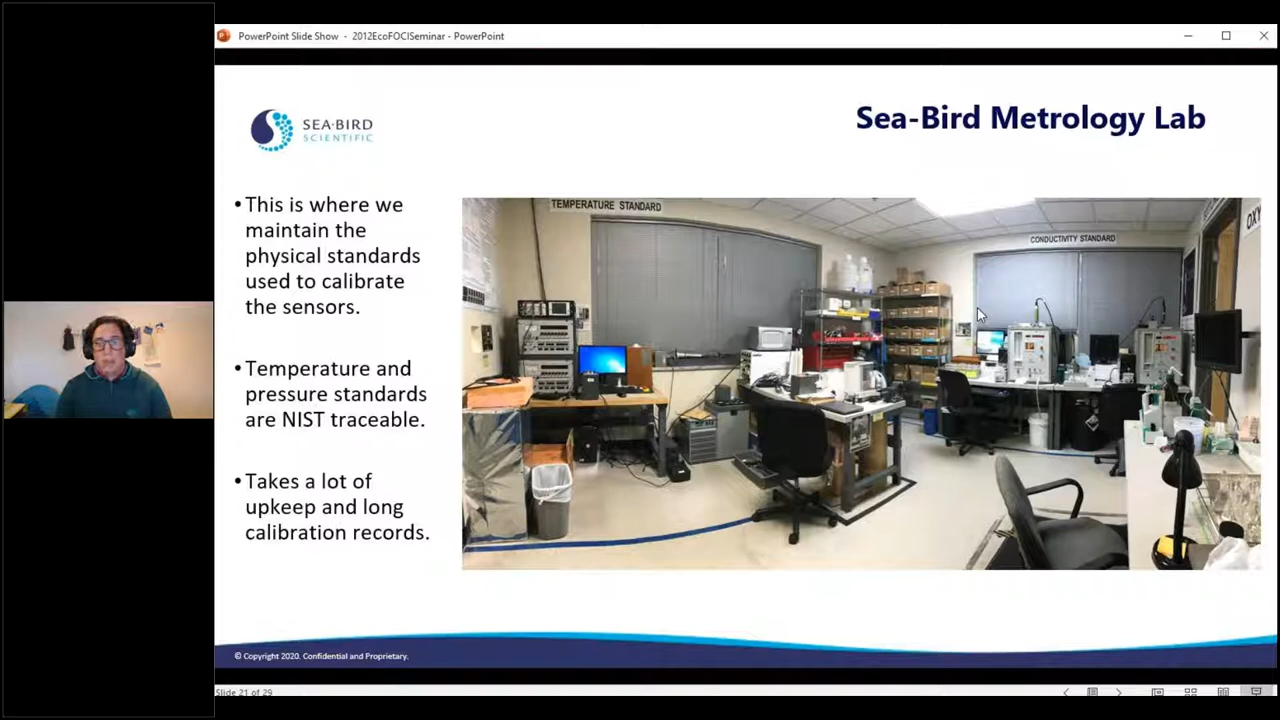 PowerPoint Slide Show - 2012EcoFOCISeminar - PowerPoint
SEA·BIRD
SCIENTIFIC
Sea-Bird Metrology Lab
• This is where we
maintain the
physical standards
used to calibrate
the sensors.
• Temperature and
pressure standards
are NIST traceable.
• Takes a lot of
upkeep and long
calibration records.
TEMPERATURE STANDARD
CONDUCTIVITY STANDARD
© Copyright 2020. Confidential and Proprietary.
Slide 21 of 29